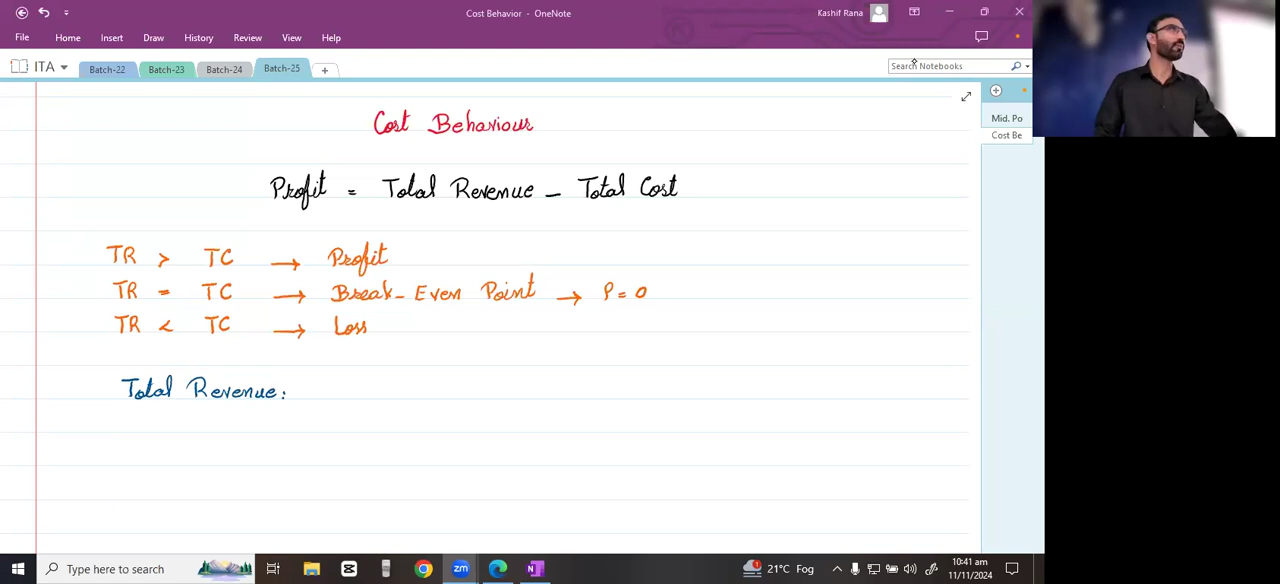 Cost Behavior - OneNote
Kashif Rana
File Home Insert Draw History Review View Help
ITA Batch-22 Batch-23 Batch-24 Batch-25
Search Notebooks
Mid. Po
Cost Be
Cost Behaviour
Profit = Total Revenue - Total Cost
TR > TC → Profit
TR = TC → Break-Even Point → P = 0
TR < TC → Loss
Total Revenue:
Type here to search
zm
21°C Fog
10:41 am
11/11/2024